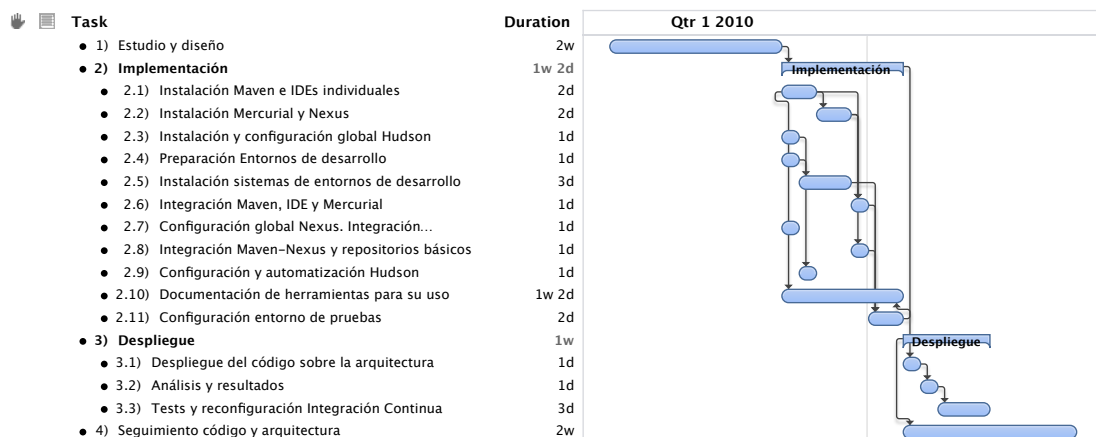 Task Duration Qtr 1 2010
1) Estudio y diseño 2w
2) Implementación 1w 2d Implementación
2.1) Instalación Maven e IDEs individuales 2d
2.2) Instalación Mercurial y Nexus 2d
2.3) Instalación y configuración global Hudson 1d
2.4) Preparación Entornos de desarrollo 1d
2.5) Instalación sistemas de entornos de desarrollo 3d
2.6) Integración Maven, IDE y Mercurial 1d
2.7) Configuración global Nexus. Integración... 1d
2.8) Integración Maven-Nexus y repositorios básicos 1d
2.9) Configuración y automatización Hudson 1d
2.10) Documentación de herramientas para su uso 1w 2d
2.11) Configuración entorno de pruebas 2d
3) Despliegue 1w Despliegue
3.1) Despliegue del código sobre la arquitectura 1d
3.2) Análisis y resultados 1d
3.3) Tests y reconfiguración Integración Continua 3d
4) Seguimiento código y arquitectura 2w